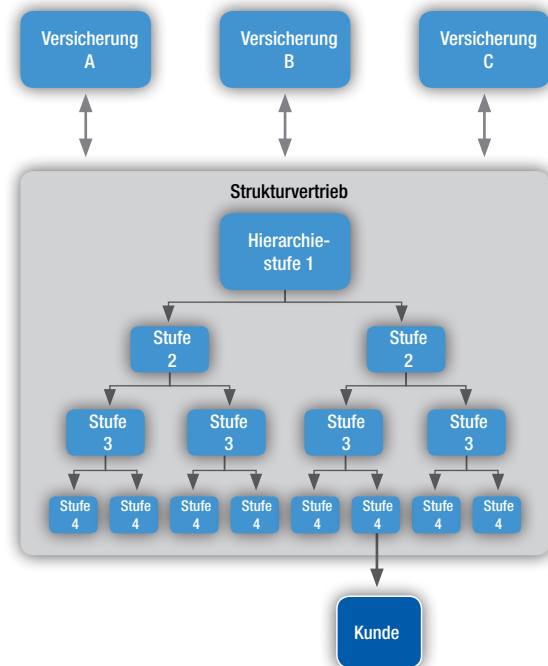 Versicherung
A
Versicherung
B
Versicherung
C
Strukturvertrieb
Hierarchie-
stufe 1
Stufe
2
Stufe
2
Stufe
3
Stufe
3
Stufe
3
Stufe
3
Stufe
4
Stufe
4
Stufe
4
Stufe
4
Stufe
4
Stufe
4
Stufe
4
Stufe
4
Kunde